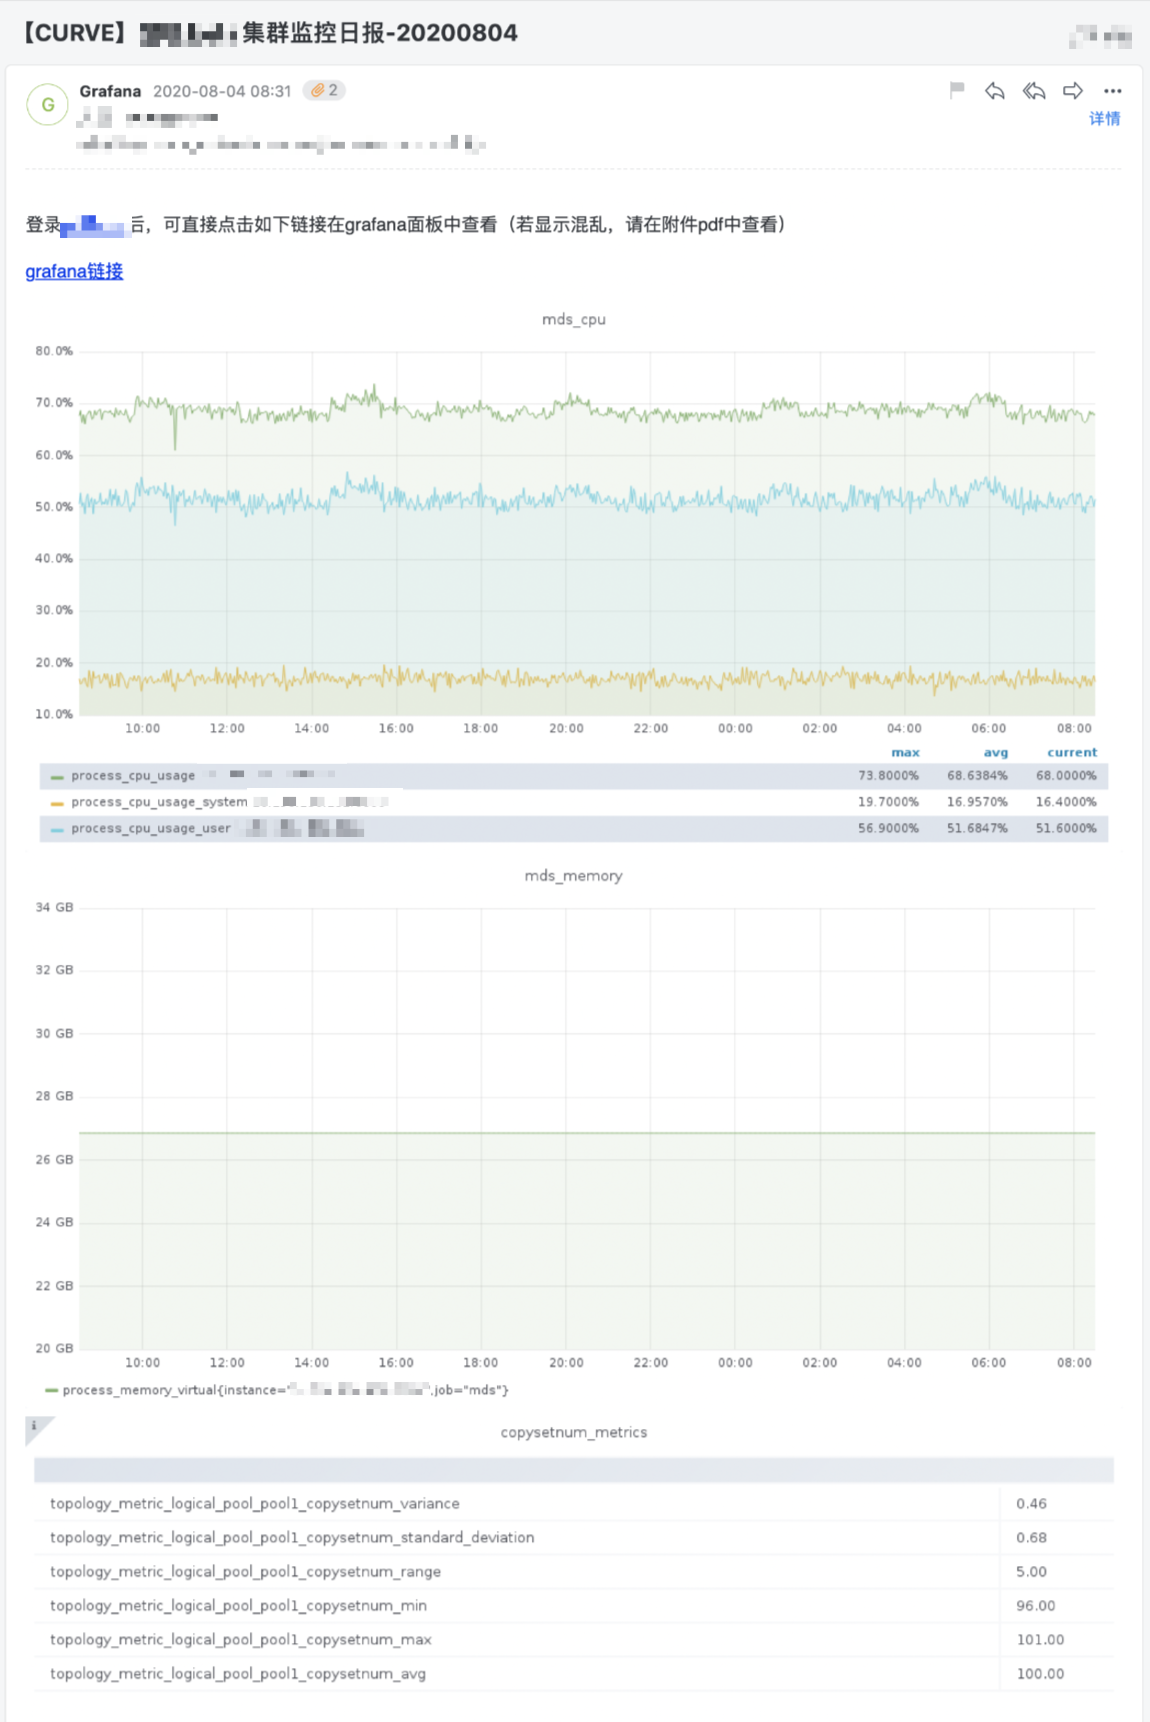 【CURVE】 集群监控日报-20200804
G
Grafana 2020-08-04 08:31 2
详情
登录 后，可直接点击如下链接在grafana面板中查看（若显示混乱，请在附件pdf中查看）
grafana链接
mds_cpu
80.0%
70.0%
60.0%
50.0%
40.0%
30.0%
20.0%
10.0%
10:00 12:00 14:00 16:00 18:00 20:00 22:00 00:00 02:00 04:00 06:00 08:00
max avg current
process_cpu_usage 73.8000% 68.6384% 68.0000%
process_cpu_usage_system 19.7000% 16.9570% 16.4000%
process_cpu_usage_user 56.9000% 51.6847% 51.6000%
mds_memory
34 GB
32 GB
30 GB
28 GB
26 GB
24 GB
22 GB
20 GB
10:00 12:00 14:00 16:00 18:00 20:00 22:00 00:00 02:00 04:00 06:00 08:00
process_memory_virtual{instance=" ",job="mds"}
i
copysetnum_metrics
topology_metric_logical_pool_pool1_copysetnum_variance 0.46
topology_metric_logical_pool_pool1_copysetnum_standard_deviation 0.68
topology_metric_logical_pool_pool1_copysetnum_range 5.00
topology_metric_logical_pool_pool1_copysetnum_min 96.00
topology_metric_logical_pool_pool1_copysetnum_max 101.00
topology_metric_logical_pool_pool1_copysetnum_avg 100.00